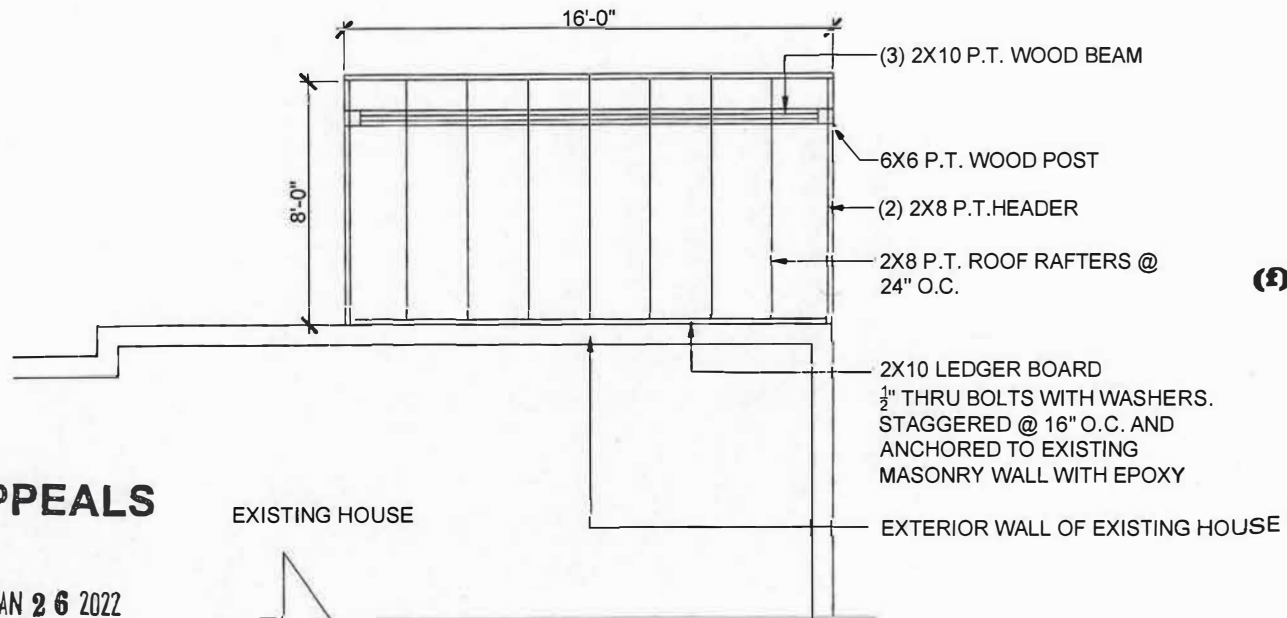 16'-0"
(3) 2X10 P.T. WOOD BEAM
6X6 P.T. WOOD POST
8'-0"
(2) 2X8 P.T.HEADER
2X8 P.T. ROOF RAFTERS @
24" O.C.
(f)
2X10 LEDGER BOARD
½" THRU BOLTS WITH WASHERS.
STAGGERED @ 16" O.C. AND
ANCHORED TO EXISTING
MASONRY WALL WITH EPOXY
PPEALS
EXISTING HOUSE
EXTERIOR WALL OF EXISTING HOUSE
AN 26 2022